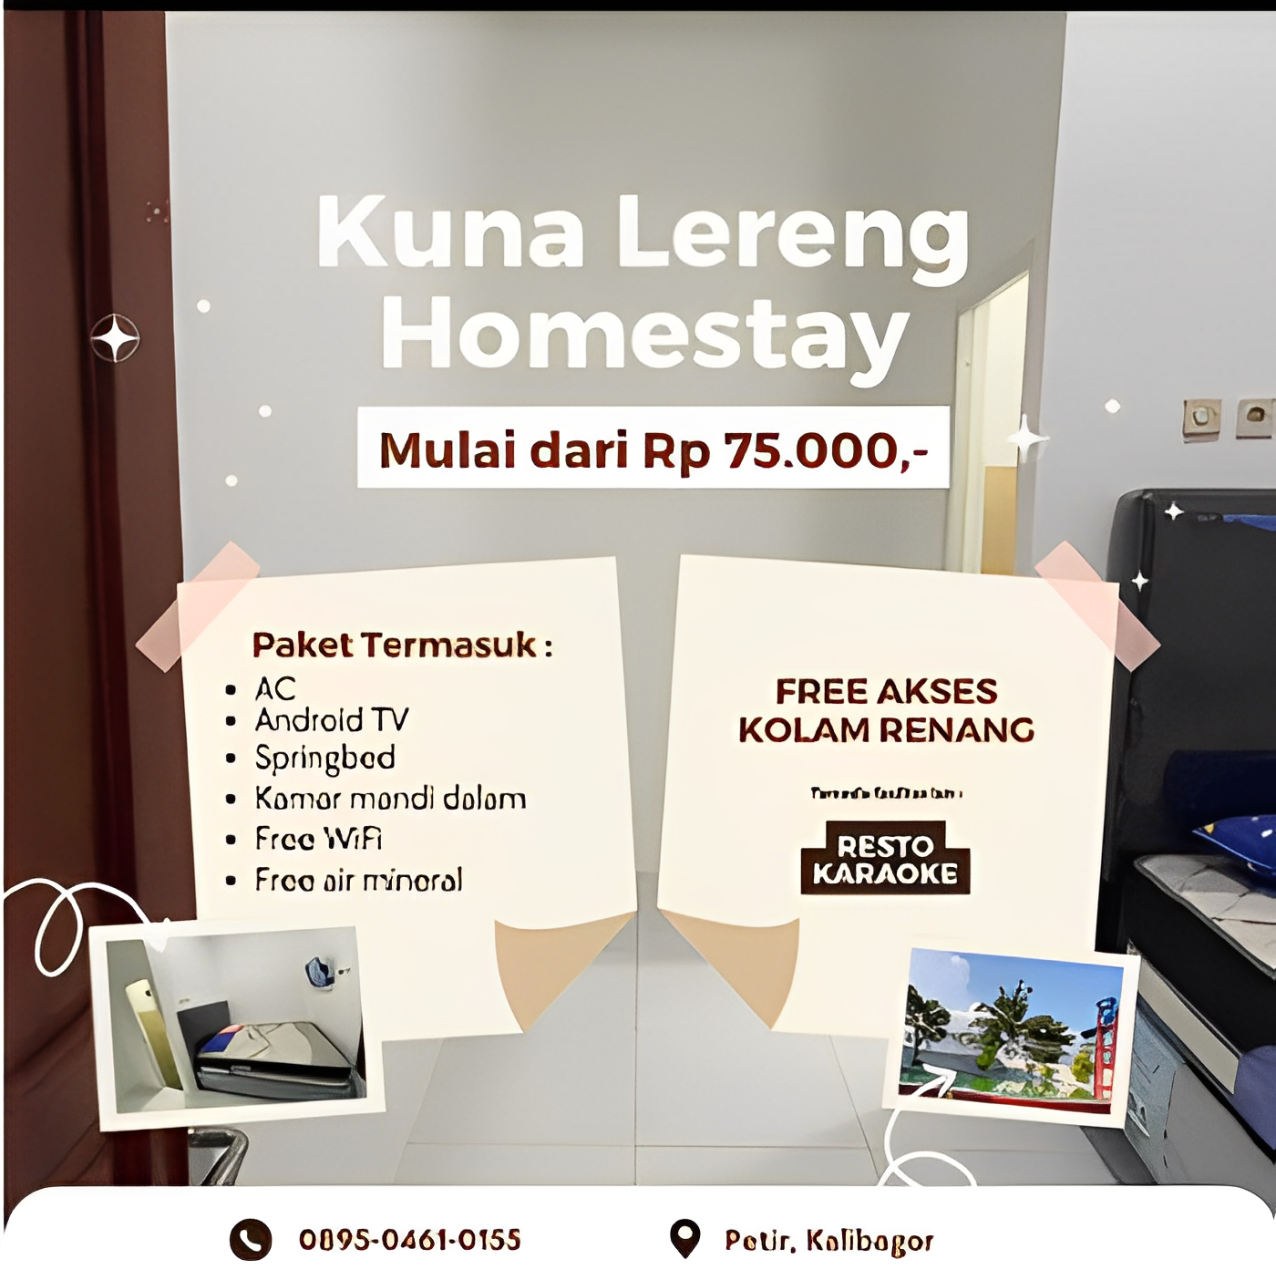 Kuna Lereng
Homestay
Mulai dari Rp 75.000,-
Paket Termasuk :
• AC
• Android TV
• Springbed
• Kamar mandi dalam
• Free WiFi
• Free air mineral
FREE AKSES
KOLAM RENANG
RESTO
KARAOKE
0895-0461-0155
Petir, Kalibagor